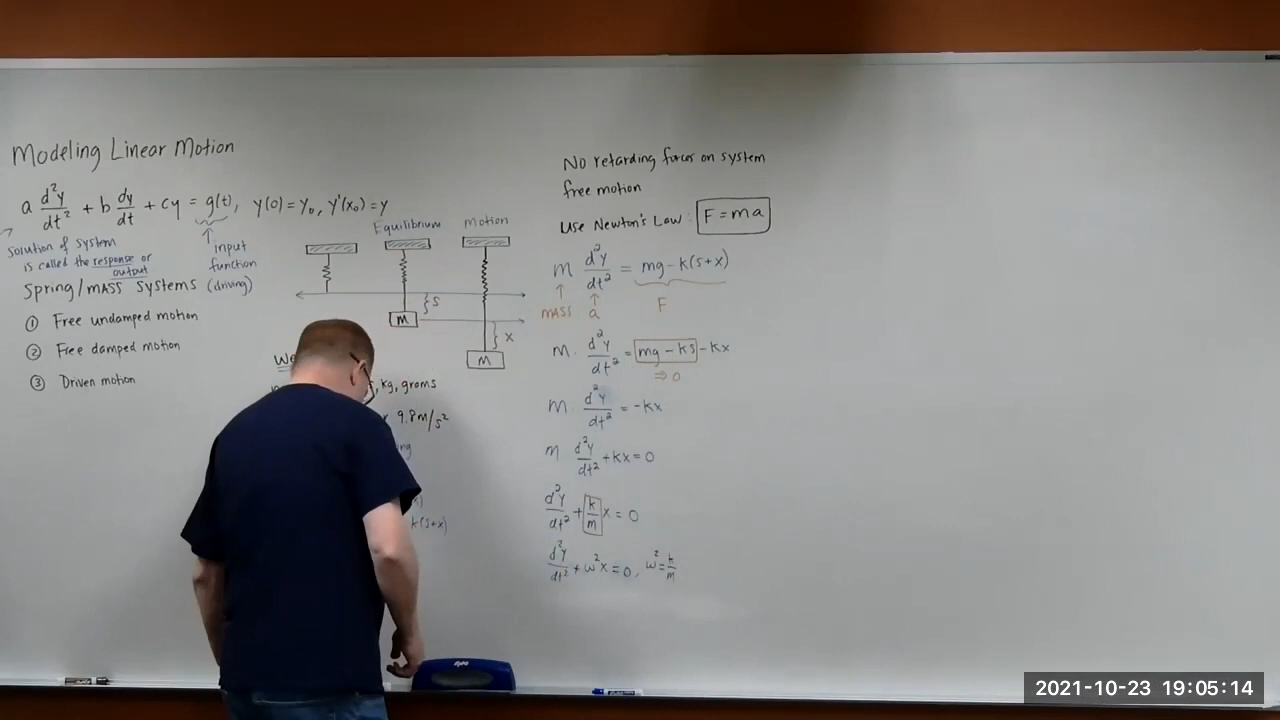 Modeling Linear Motion
a d²y/dt² + b dy/dt + cy = g(t), y(0) = y₀, y'(x₀) = y
solution of system
is called the response or
output
input
function
(driving)
Spring/mass systems
① Free undamped motion
② Free damped motion
③ Driven motion
Equilibrium
Motion
S
M
X
M
We
, kg, grams
9.8m/s²
k(s+x)
No retarding forces on system
free motion
Use Newton's Law: F = ma
m d²y/dt² = mg - k(s+x)
mass a F
m · d²y/dt² = mg - ks - kx
⇒ 0
m · d²y/dt² = -kx
m d²y/dt² + kx = 0
d²y/dt² + k/m x = 0
d²y/dt² + ω²x = 0, ω² = k/m
expo
2021-10-23 19:05:14